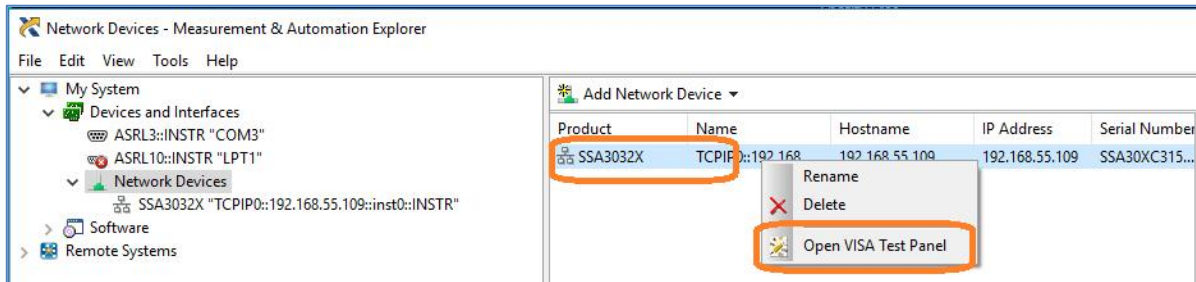 Network Devices - Measurement & Automation Explorer
File Edit View Tools Help
My System
Devices and Interfaces
ASRL3::INSTR "COM3"
ASRL10::INSTR "LPT1"
Network Devices
SSA3032X "TCPIP0::192.168.55.109::inst0::INSTR"
Software
Remote Systems
Add Network Device
Product Name Hostname IP Address Serial Number
SSA3032X TCPIP0::192.168 192.168.55.109 192.168.55.109 SSA30XC315...
Rename
Delete
Open VISA Test Panel